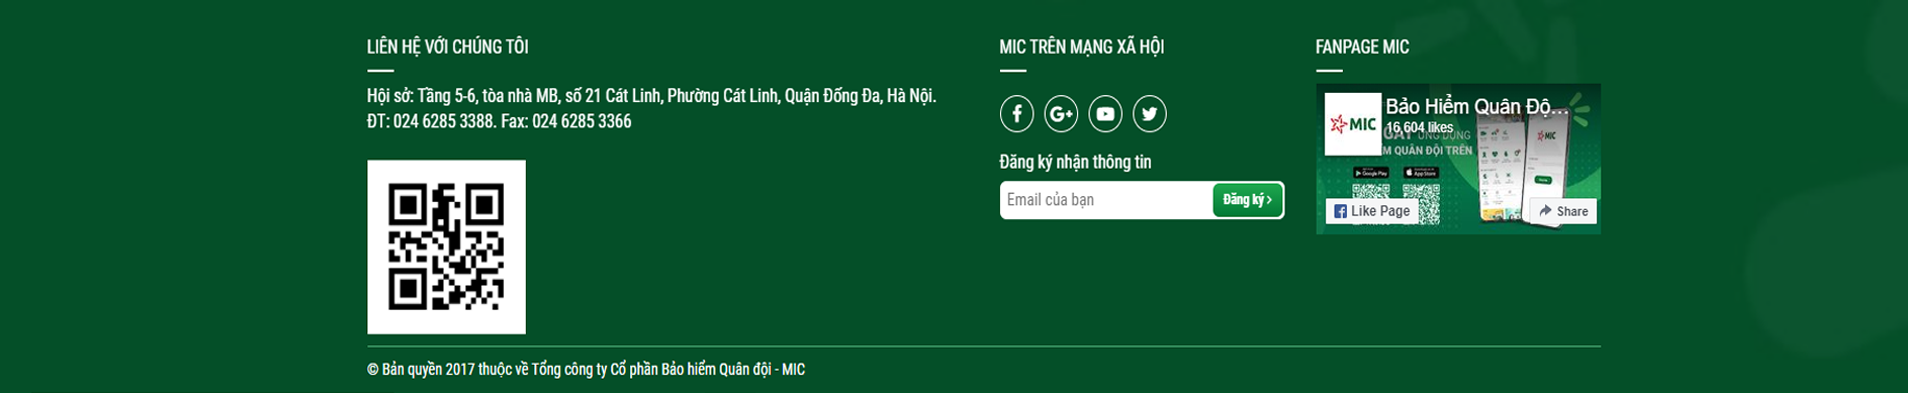 LIÊN HỆ VỚI CHÚNG TÔI
Hội sở: Tầng 5-6, tòa nhà MB, số 21 Cát Linh, Phường Cát Linh, Quận Đống Đa, Hà Nội.
ĐT: 024 6285 3388. Fax: 024 6285 3366
MIC TRÊN MẠNG XÃ HỘI
Đăng ký nhận thông tin
Email của bạn
Đăng ký >
FANPAGE MIC
MIC
Bảo Hiểm Quân Độ...
16,604 likes
ỨNG DỤNG
M QUÂN ĐỘI TRÊN
MIC
Google Play
App Store
Like Page
Share
© Bản quyền 2017 thuộc về Tổng công ty Cổ phần Bảo hiểm Quân đội - MIC